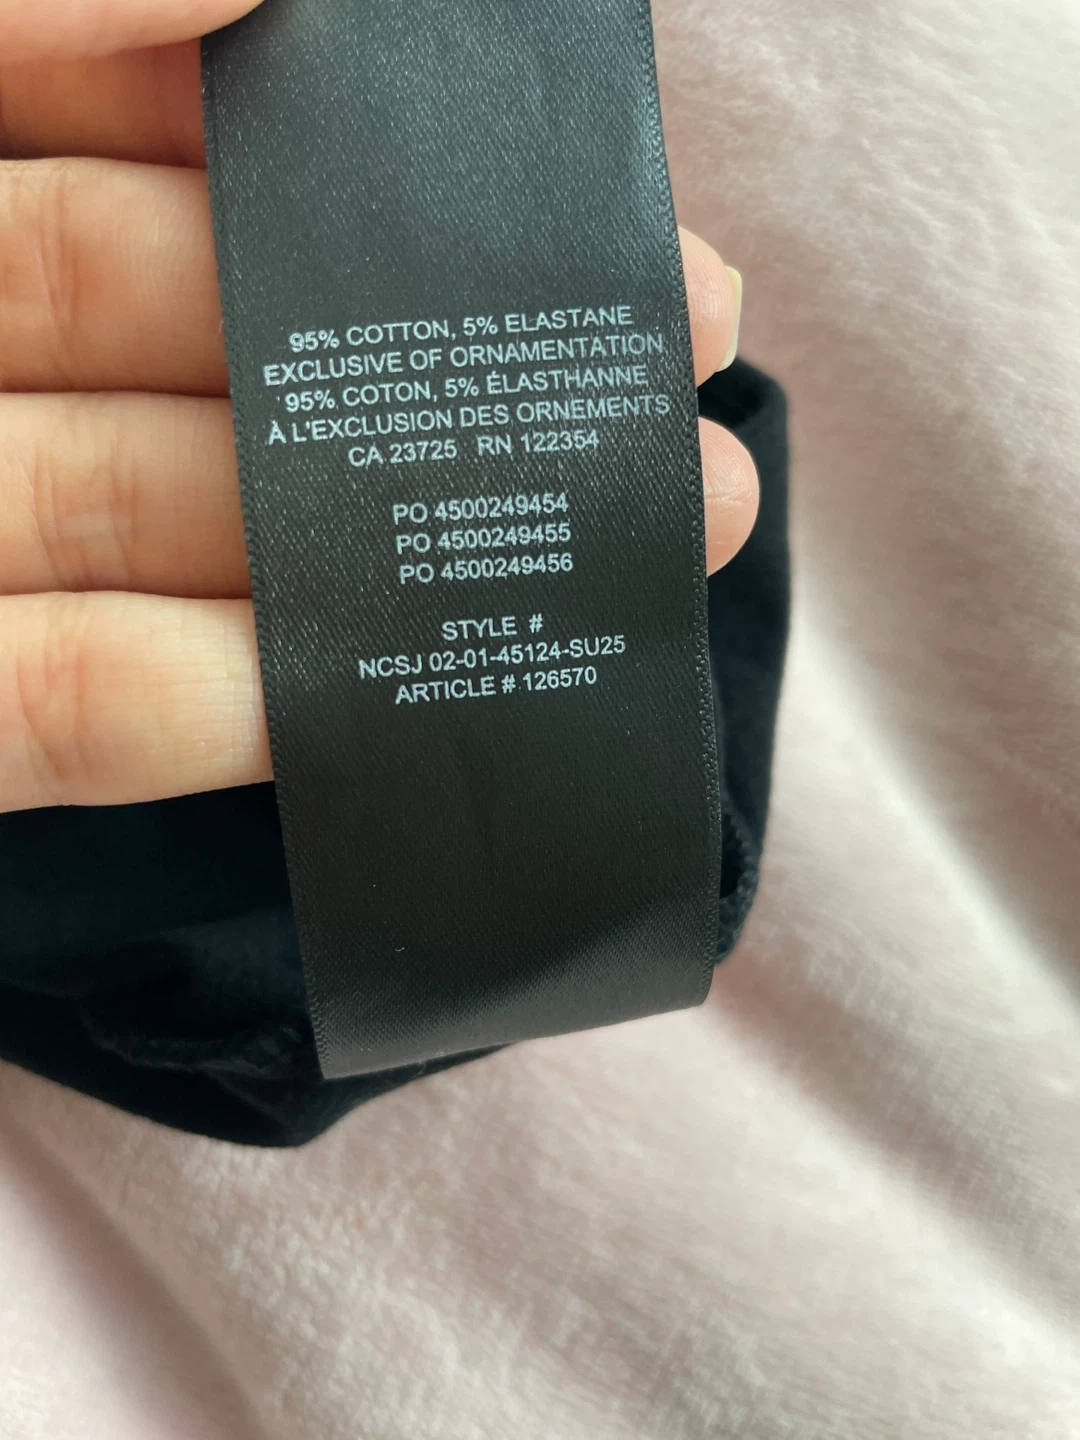 95% COTTON, 5% ELASTANE
EXCLUSIVE OF ORNAMENTATION
95% COTON, 5% ÉLASTHANNE
À L'EXCLUSION DES ORNEMENTS
CA 23725 RN 122354
PO 4500249454
PO 4500249455
PO 4500249456
STYLE #
NCSJ 02-01-45124-SU25
ARTICLE # 126570